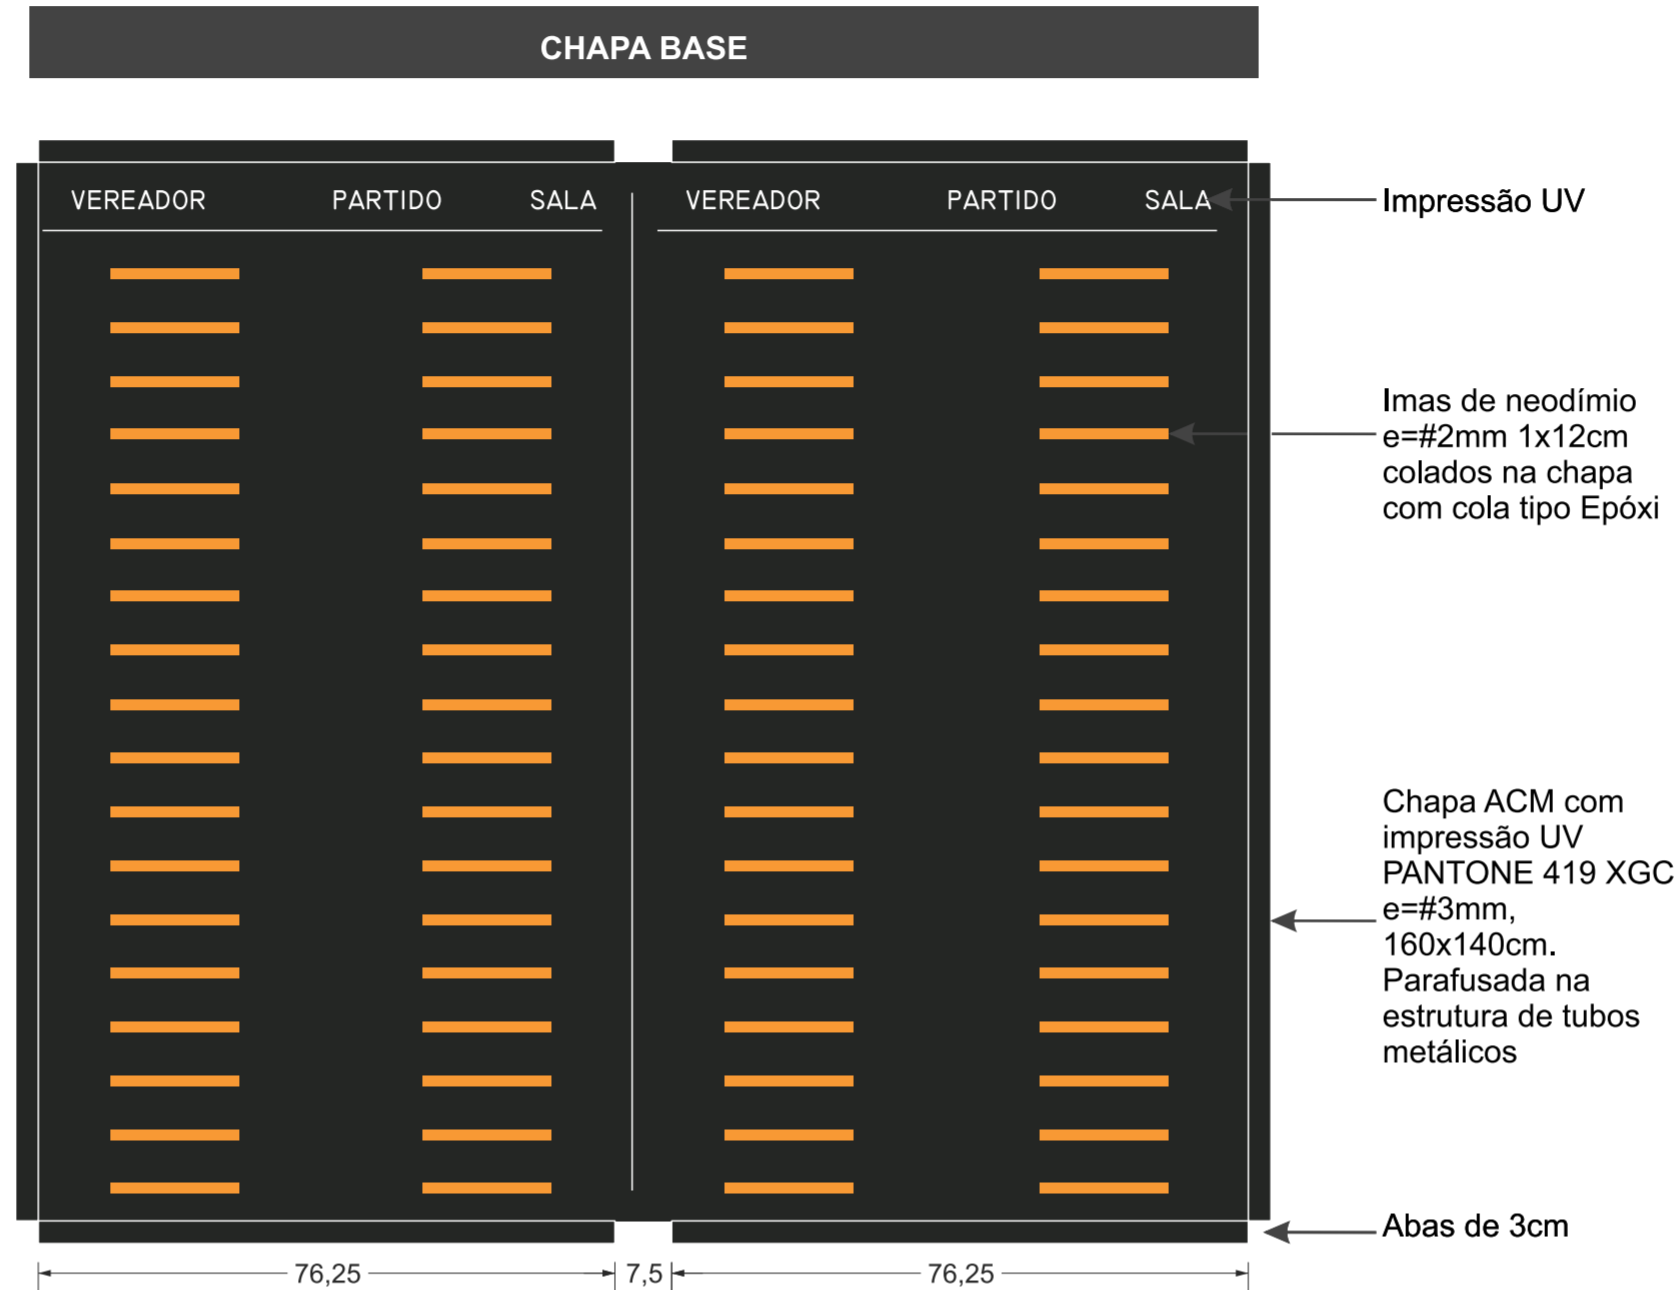 CHAPA BASE
VEREADOR PARTIDO SALA VEREADOR PARTIDO SALA
Impressão UV
Imas de neodímio
e=#2mm 1x12cm
colados na chapa
com cola tipo Epóxi
Chapa ACM com
impressão UV
PANTONE 419 XGC
e=#3mm,
160x140cm.
Parafusada na
estrutura de tubos
metálicos
Abas de 3cm
76,25 7,5 76,25